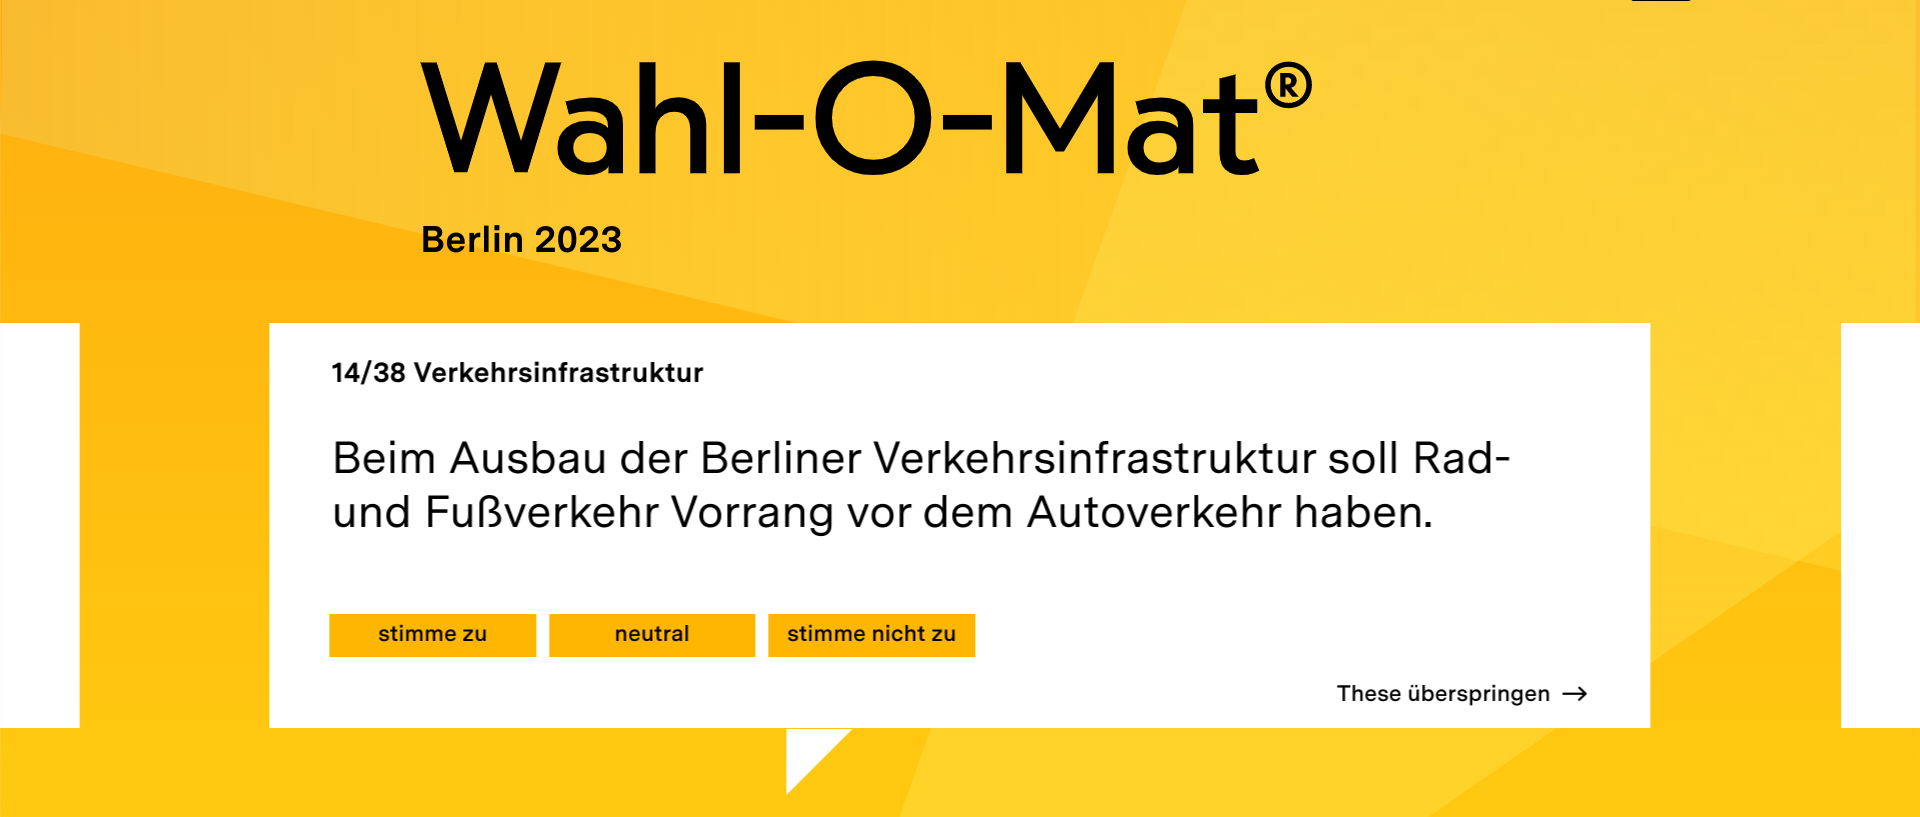 Wahl-O-Mat®
Berlin 2023
14/38 Verkehrsinfrastruktur
Beim Ausbau der Berliner Verkehrsinfrastruktur soll Rad-
und Fußverkehr Vorrang vor dem Autoverkehr haben.
stimme zu neutral stimme nicht zu
These überspringen →